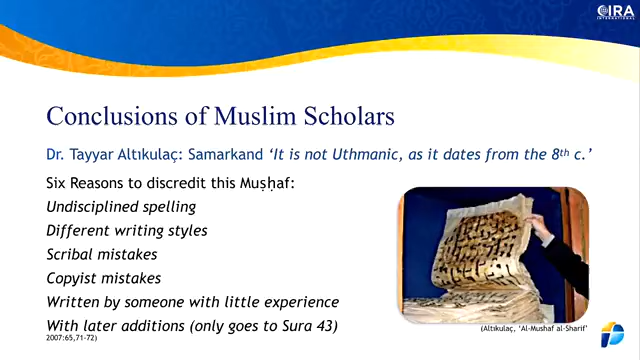 CIRA
INTERNATIONAL
Conclusions of Muslim Scholars
Dr. Tayyar Altıkulaç: Samarkand ‘It is not Uthmanic, as it dates from the 8th c.’
Six Reasons to discredit this Muṣḥaf:
Undisciplined spelling
Different writing styles
Scribal mistakes
Copyist mistakes
Written by someone with little experience
With later additions (only goes to Sura 43)
(Altıkulaç, ‘Al-Mushaf al-Sharif’
2007:65,71-72)